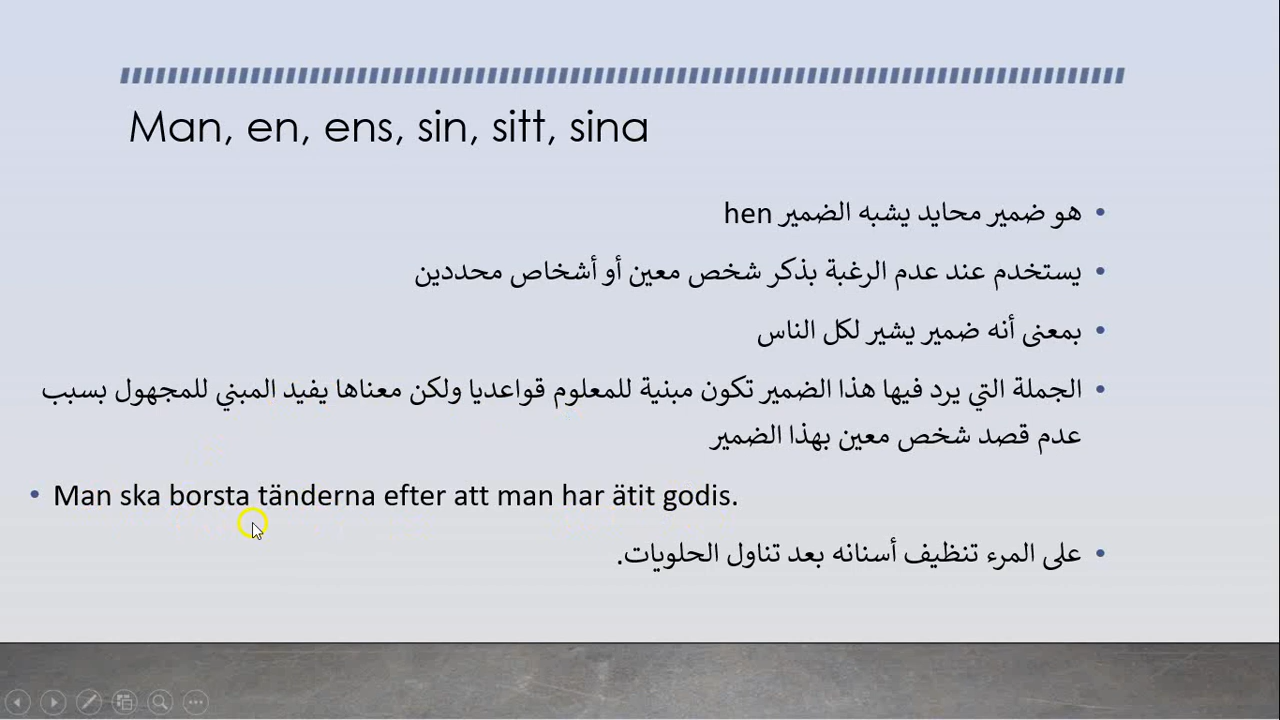 Man, en, ens, sin, sitt, sina
هو ضمير محايد يشبه الضمير hen
يستخدم عند عدم الرغبة بذكر شخص معين أو أشخاص محددين
بمعنى أنه ضمير يشير لكل الناس
الجملة التي يرد فيها هذا الضمير تكون مبنية للمعلوم قواعديا ولكن معناها يفيد المبني للمجهول بسبب
عدم قصد شخص معين بهذا الضمير
Man ska borsta tänderna efter att man har ätit godis.
على المرء تنظيف أسنانه بعد تناول الحلويات.